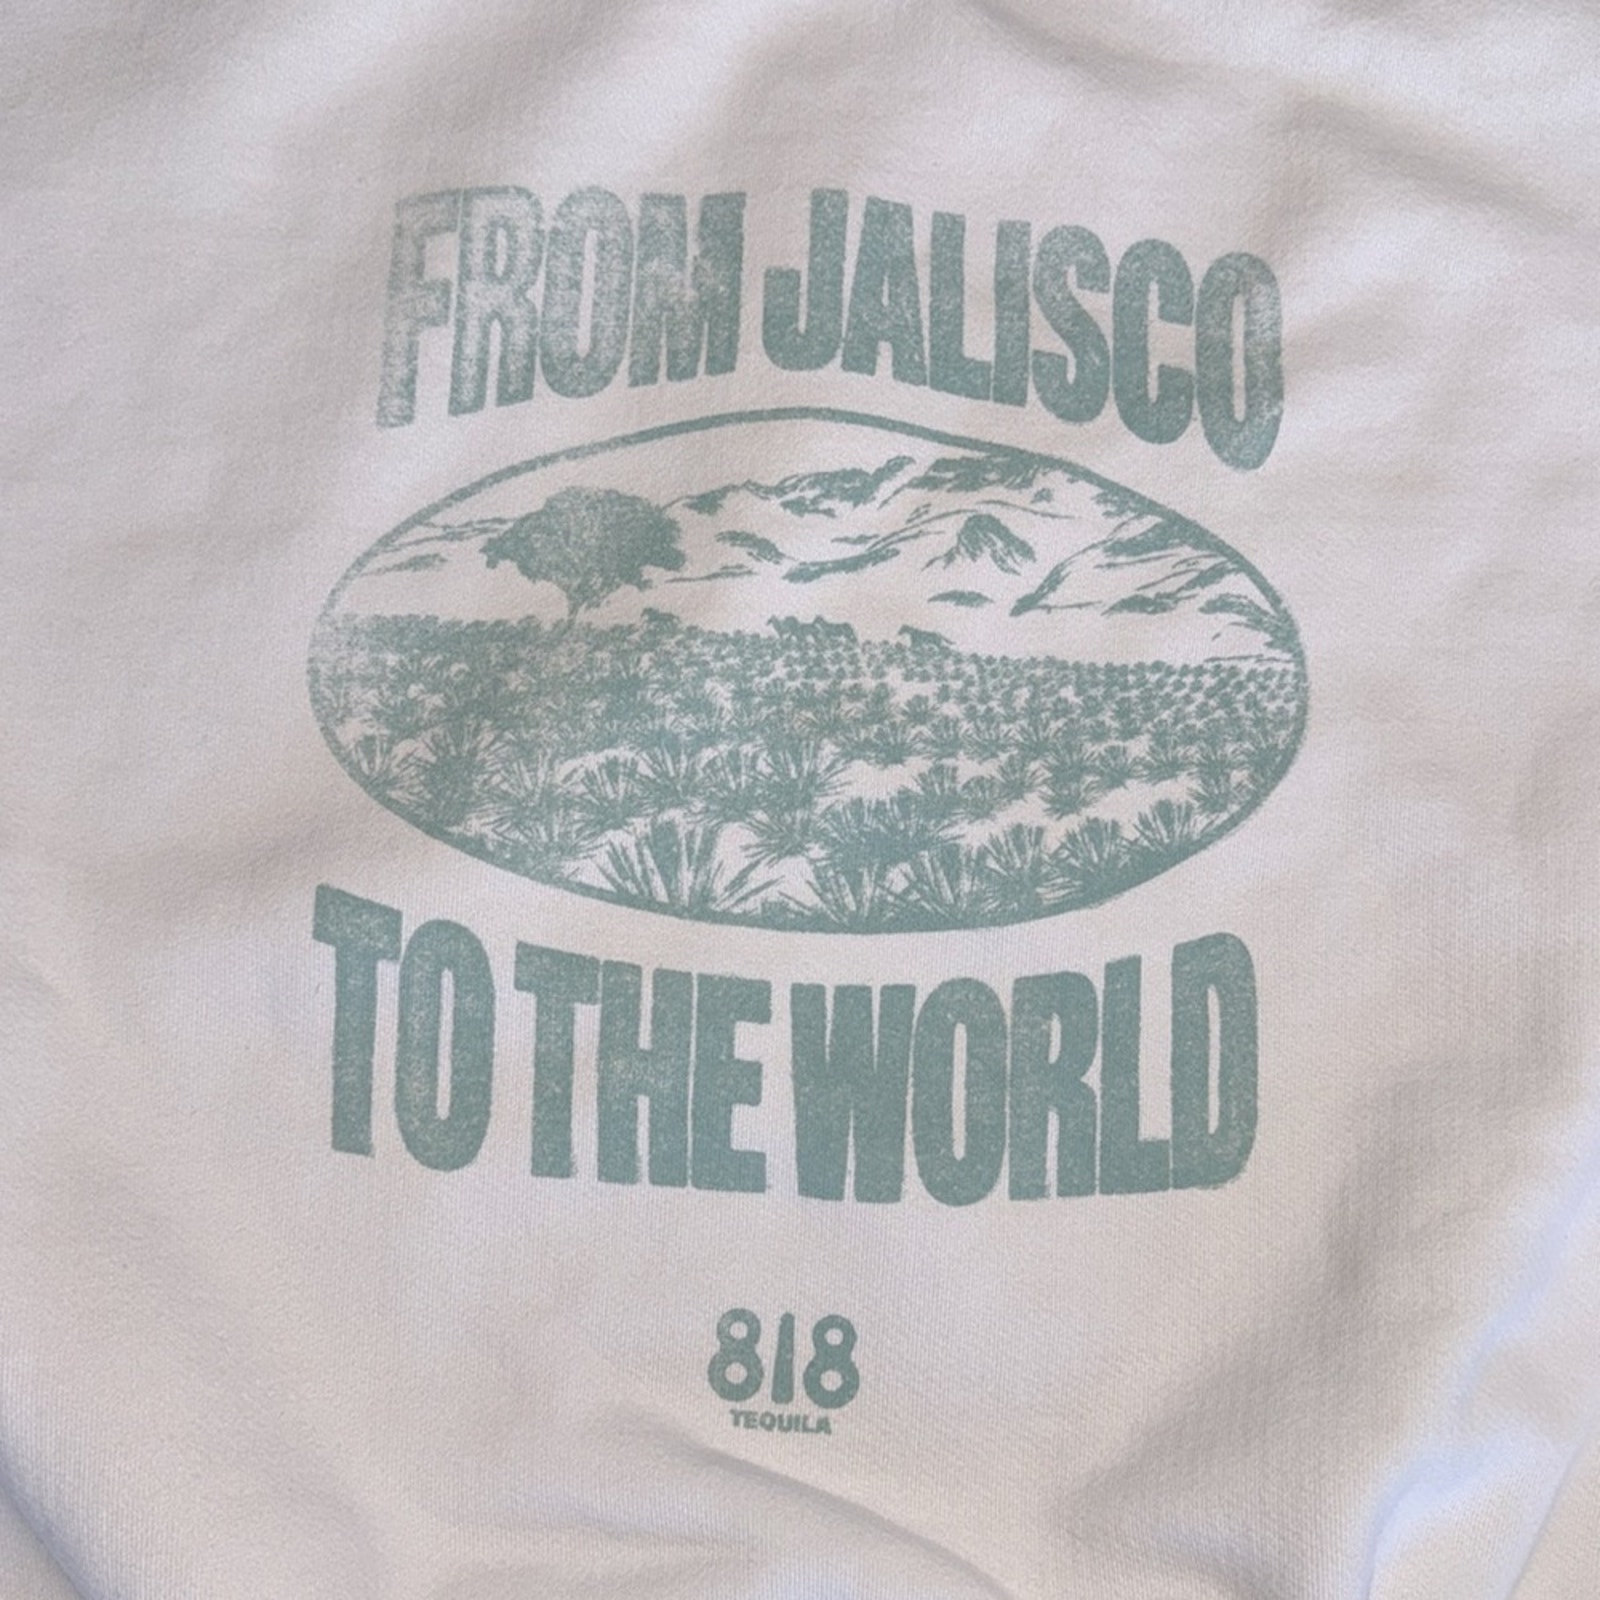 FROM JALISCO
TO THE WORLD
818
TEQUILA